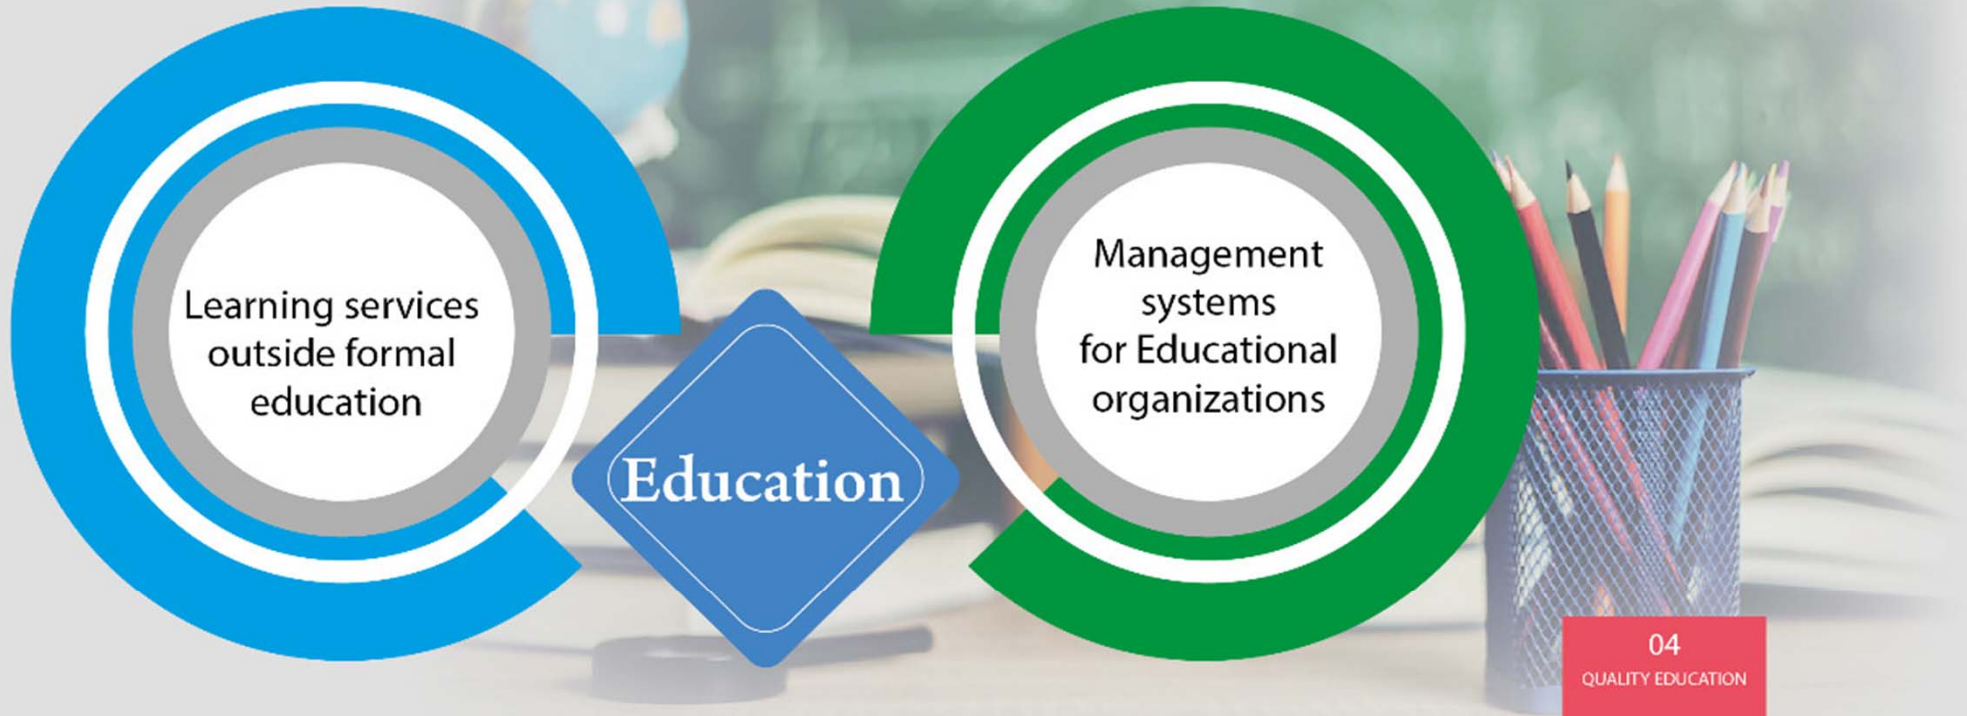 Learning services
outside formal
education
Education
Management
systems
for Educational
organizations
04
QUALITY EDUCATION